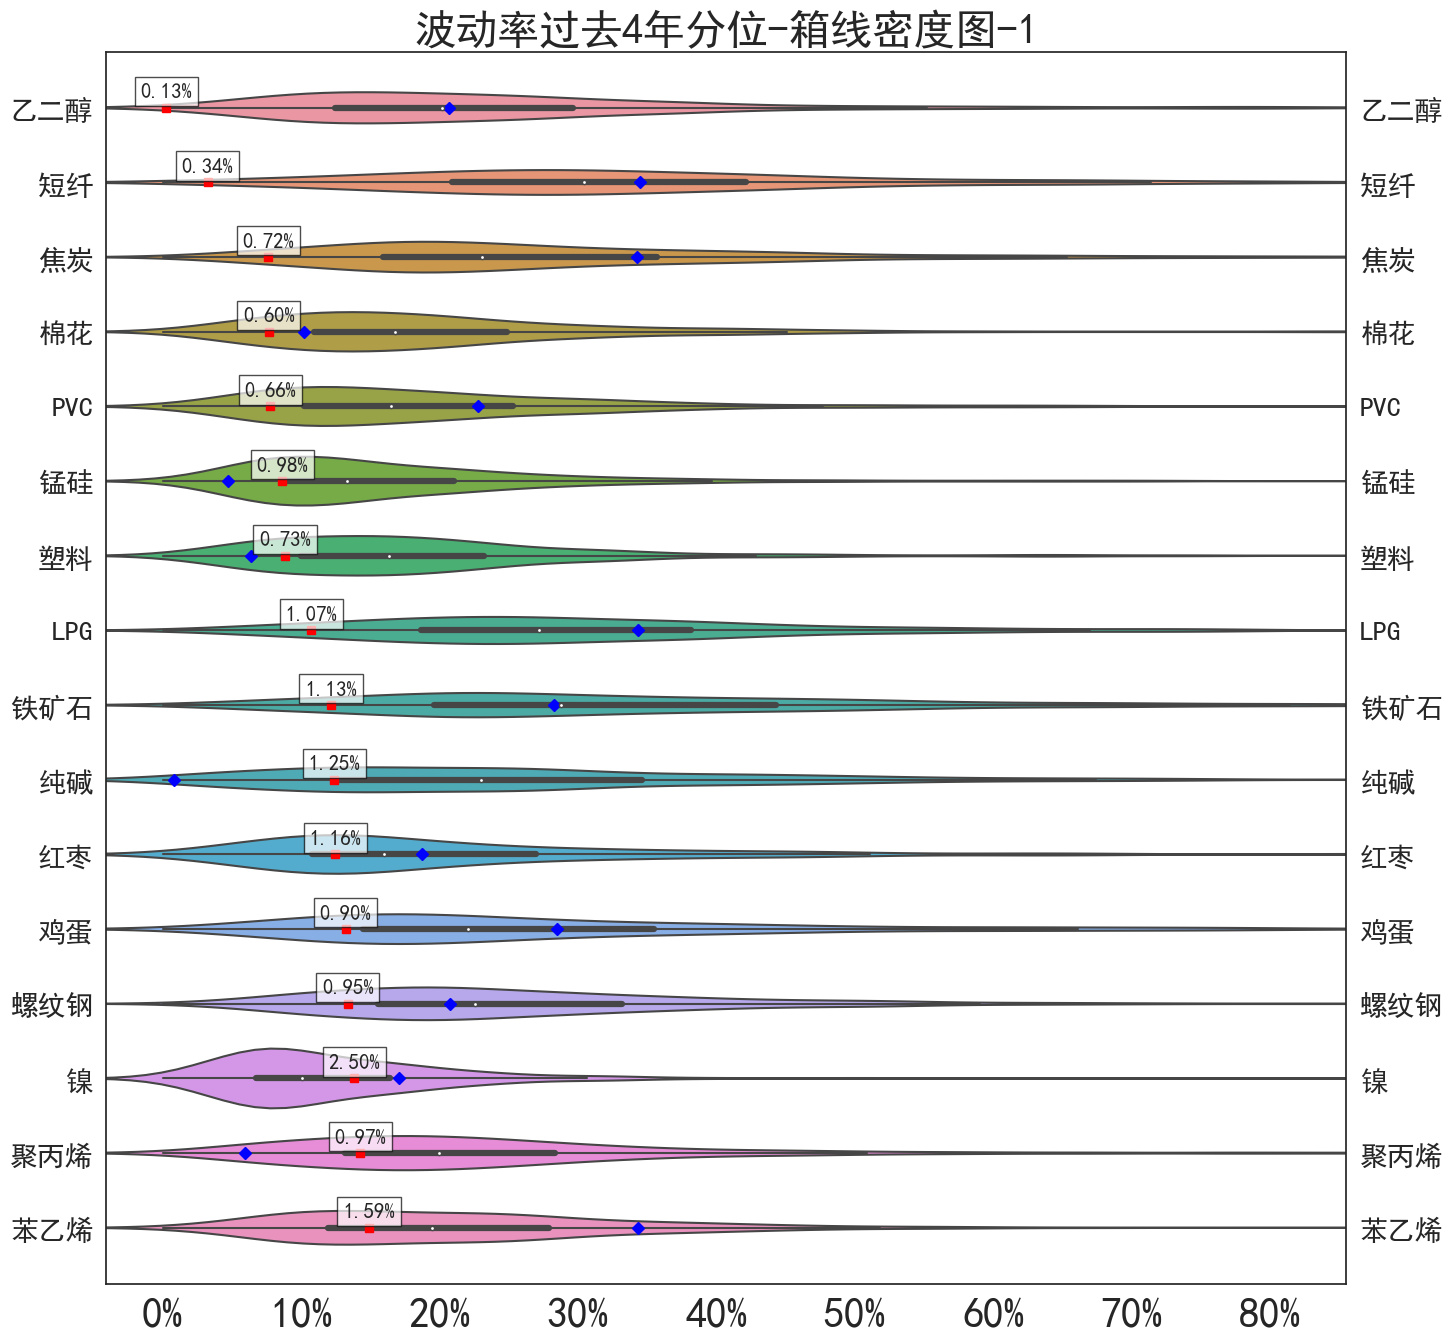 波动率过去4年分位-箱线密度图-1
乙二醇 0.13% 乙二醇
短纤 0.34% 短纤
焦炭 0.72% 焦炭
棉花 0.60% 棉花
PVC 0.66% PVC
锰硅 0.98% 锰硅
塑料 0.73% 塑料
LPG 1.07% LPG
铁矿石 1.13% 铁矿石
纯碱 1.25% 纯碱
红枣 1.16% 红枣
鸡蛋 0.90% 鸡蛋
螺纹钢 0.95% 螺纹钢
镍 2.50% 镍
聚丙烯 0.97% 聚丙烯
苯乙烯 1.59% 苯乙烯
0% 10% 20% 30% 40% 50% 60% 70% 80%